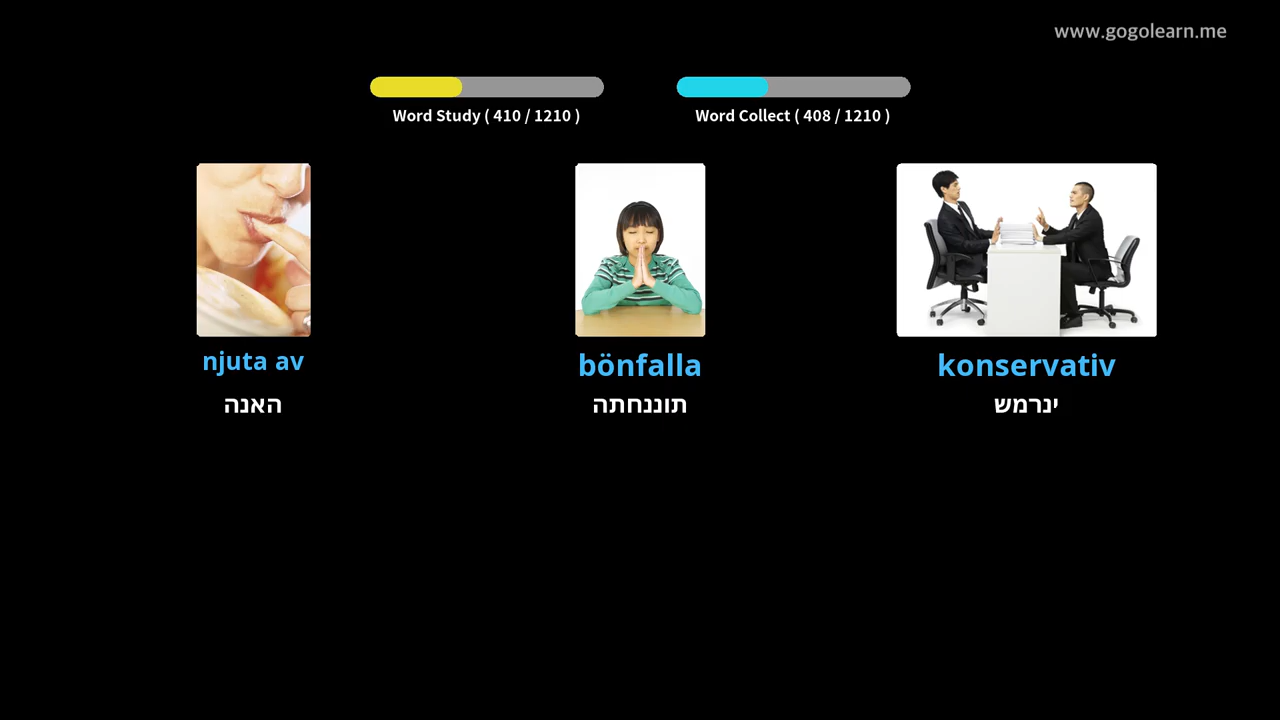 www.gogolearn.me
Word Study ( 410 / 1210 )
Word Collect ( 408 / 1210 )
njuta av
האנה
bönfalla
תוננחתה
konservativ
ינרמש